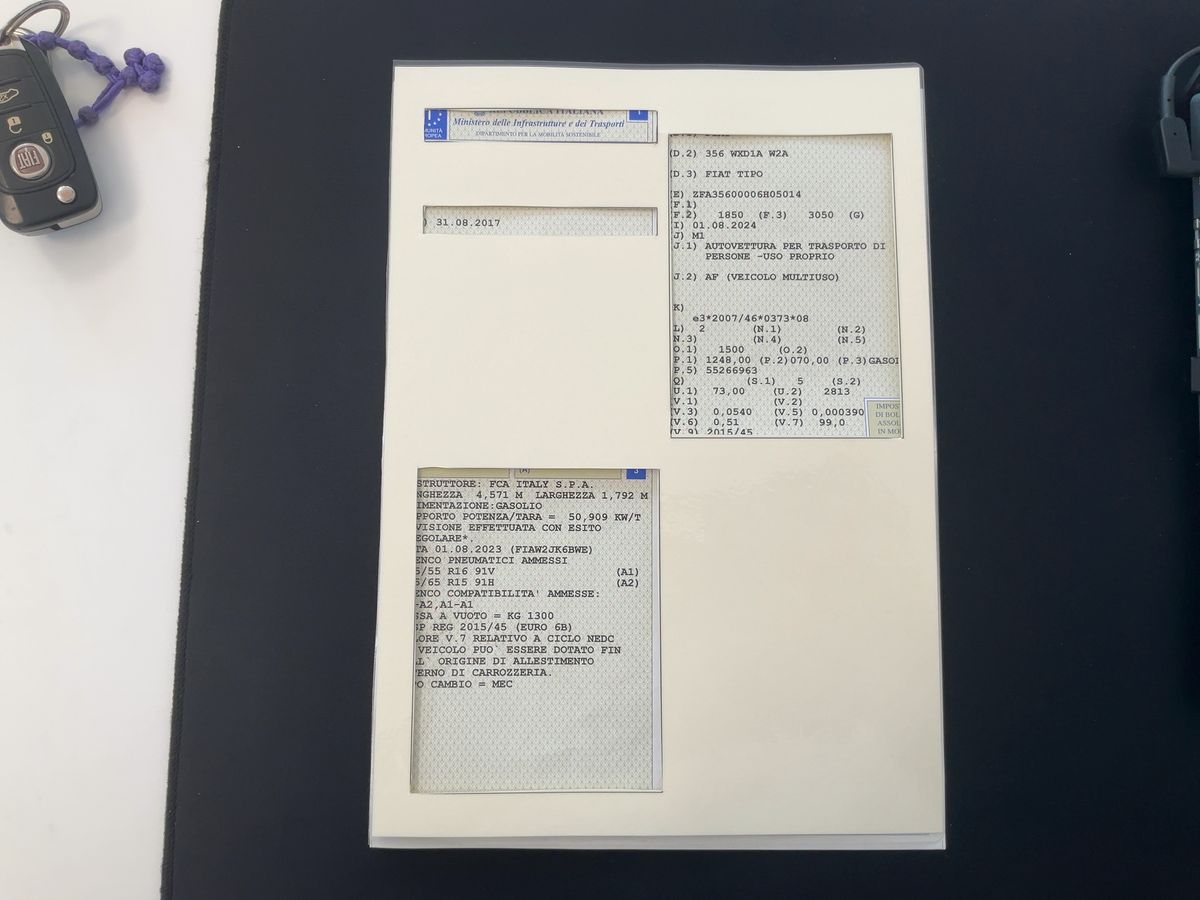 FIAT
REPUBBLICA ITALIANA
1
MUNITÀ
ROPEA
Ministero delle Infrastrutture e dei Trasporti
DIPARTIMENTO PER LA MOBILITÀ SOSTENIBILE
) 31.08.2017
(D.2) 356 WXD1A W2A
(D.3) FIAT TIPO
(E) ZFA35600006H05014
(F.1)
(F.2) 1850 (F.3) 3050 (G)
(I) 01.08.2024
(J) M1
J.1) AUTOVETTURA PER TRASPORTO DI
PERSONE -USO PROPRIO
J.2) AF (VEICOLO MULTIUSO)
K)
e3*2007/46*0373*08
L) 2 (N.1) (N.2)
N.3) (N.4) (N.5)
O.1) 1500 (O.2)
P.1) 1248,00 (P.2)070,00 (P.3)GASOL
P.5) 55266963
Q) (S.1) 5 (S.2)
U.1) 73,00 (U.2) 2813
(V.1) (V.2)
(V.3) 0,0540 (V.5) 0,000390
(V.6) 0,51 (V.7) 99,0
(V.9) 2015/45
IMPOS
DI BOL
ASSOL
IN MO
(A)
3
STRUTTORE: FCA ITALY S.P.A.
NGHEZZA 4,571 M LARGHEZZA 1,792 M
IMENTAZIONE:GASOLIO
PPORTO POTENZA/TARA = 50,909 KW/T
VISIONE EFFETTUATA CON ESITO
EGOLARE*.
TA 01.08.2023 (FIAW2JK6BWE)
ENCO PNEUMATICI AMMESSI
5/55 R16 91V (A1)
5/65 R15 91H (A2)
ENCO COMPATIBILITA' AMMESSE:
-A2,A1-A1
SSA A VUOTO = KG 1300
SP REG 2015/45 (EURO 6B)
LORE V.7 RELATIVO A CICLO NEDC
VEICOLO PUO` ESSERE DOTATO FIN
LL` ORIGINE DI ALLESTIMENTO
TERNO DI CARROZZERIA.
PO CAMBIO = MEC